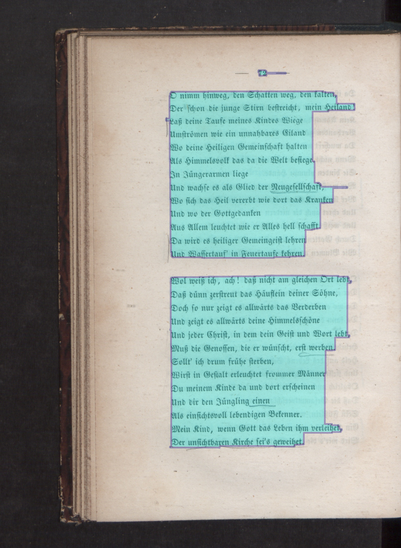 O nimm hinweg, den Schatten weg, den kalten,
Der schon die junge Stirn bestreicht, mein Heiland!
Laß deine Taufe meines Kindes Wiege
Umströmen wie ein unnahbares Eiland
Wo deine Heiligen Gemeinschaft halten
Als Himmelsvolk das da die Welt besiege.
In Jüngerarmen liege
Und wachse es als Glied der Neugesellschaft,
Wo sich das Heil vererbt wie dort das Kranken
Und wo der Gottgedanken
Aus Allem leuchtet wie er Alles hell schafft.
Da wird es heiliger Gemeingeist lehren
Und Wassertauf' in Feuertaufe kehren.
Wol weiß ich, ach! daß nicht am gleichen Ort lebt,
Daß dünn zerstreut das Häuflein deiner Söhne,
Doch so nur zeigt es allwärts das Verderben
Und zeigt es allwärts deine Himmelsschöne
Und jeder Christ, in dem dein Geist und Wort lebt,
Muß die Genossen, die er wünscht, erst werben.
Sollt' ich drum frühe sterben,
Wirst in Gestalt erleuchtet frommer Männer
Du meinem Kinde da und dort erscheinen
Und dir den Jüngling einen
Als einsichtsvoll lebendigen Bekenner.
Mein Kind, wenn Gott das Leben ihm verleihet,
Der unsichtbaren Kirche sei's geweihet.